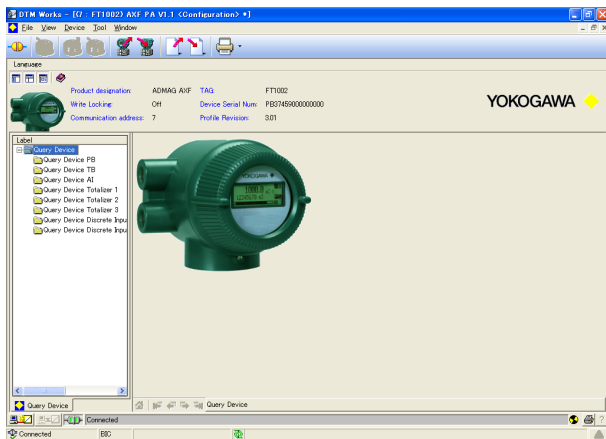 DTM Works - [(7 : FT1002) AXF PA V1.1 <Configuration> *]
File View Device Tool Window
Language
Product designation: ADMAG AXF TAG: FT1002
Write Locking: Off Device Serial Num: PB37459000000000
Communication address: 7 Profile Revision: 3.01
YOKOGAWA
Label
Query Device
Query Device PB
Query Device TB
Query Device AI
Query Device Totalizer 1
Query Device Totalizer 2
Query Device Totalizer 3
Query Device Discrete Inpu
Query Device Discrete Inpu
YOKOGAWA
1000.0
Query Device
Query Device
Connected
Connected